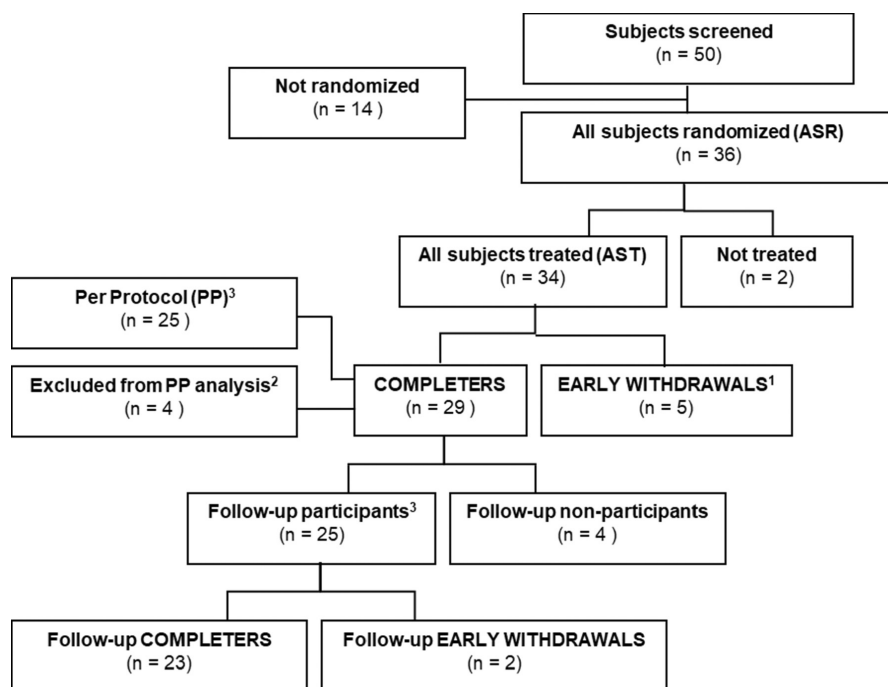 Subjects screened
(n = 50)
Not randomized
(n = 14 )
All subjects randomized (ASR)
(n = 36)
All subjects treated (AST)
(n = 34)
Not treated
(n = 2)
Per Protocol (PP)³
(n = 25 )
Excluded from PP analysis²
(n = 4 )
COMPLETERS
(n = 29 )
EARLY WITHDRAWALS¹
(n = 5)
Follow-up participants³
(n = 25)
Follow-up non-participants
(n = 4 )
Follow-up COMPLETERS
(n = 23)
Follow-up EARLY WITHDRAWALS
(n = 2)